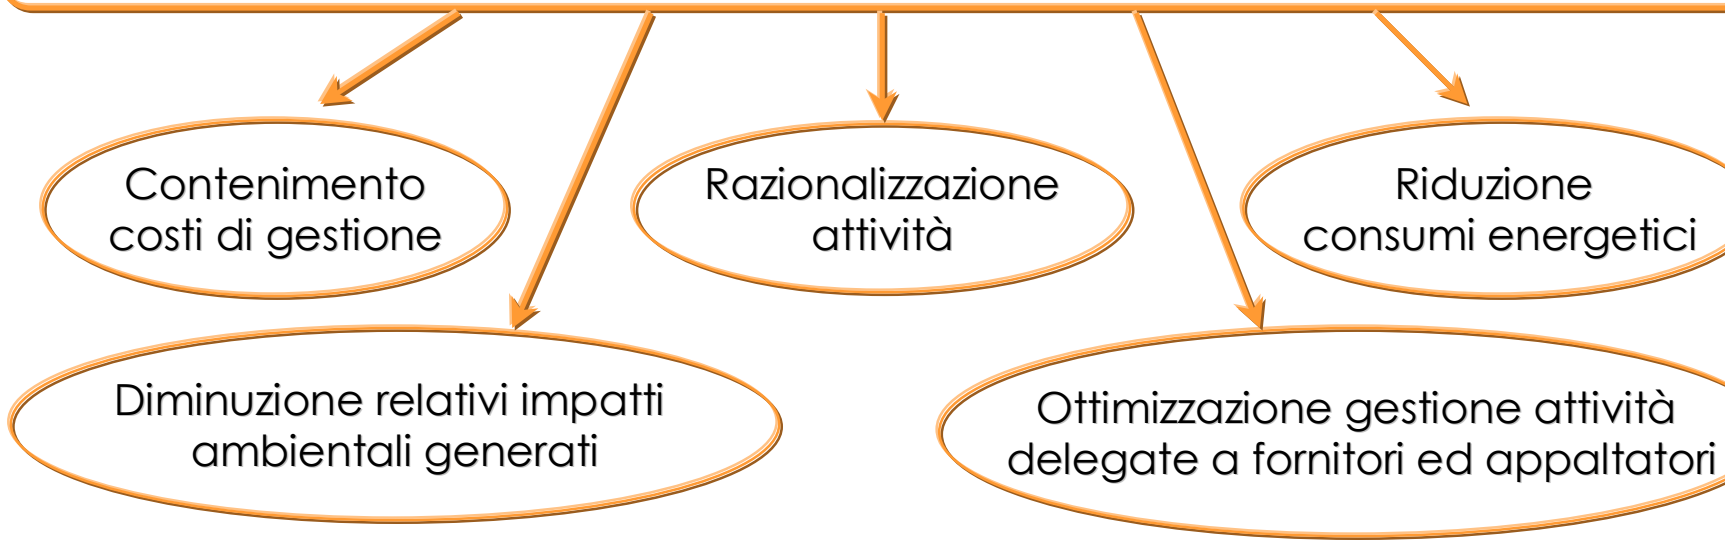 Contenimento
costi di gestione
Razionalizzazione
attività
Riduzione
consumi energetici
Diminuzione relativi impatti
ambientali generati
Ottimizzazione gestione attività
delegate a fornitori ed appaltatori